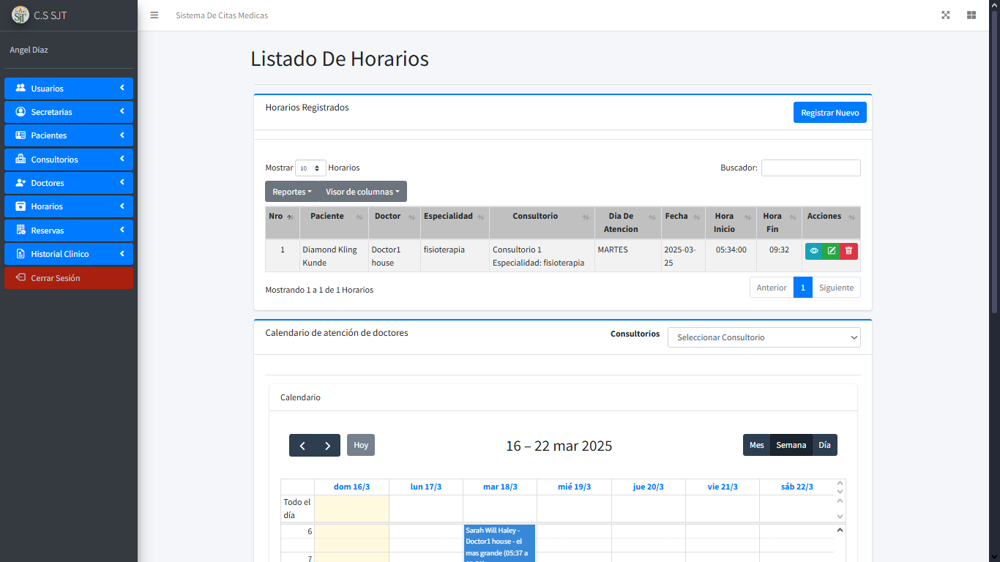 C.S SJT
Sistema De Citas Medicas
Angel Diaz
Usuarios
Secretarias
Pacientes
Consultorios
Doctores
Horarios
Reservas
Historial Clinico
Cerrar Sesión
Listado De Horarios
Horarios Registrados
Registrar Nuevo
Mostrar 10 Horarios
Buscador:
Reportes Visor de columnas
Nro Paciente Doctor Especialidad Consultorio Dia De Atencion Fecha Hora Inicio Hora Fin Acciones
1 Diamond Kling Kunde Doctor1 house fisioterapia Consultorio 1 Especialidad: fisioterapia MARTES 2025-03-25 05:34:00 09:32
Mostrando 1 a 1 de 1 Horarios
Anterior 1 Siguiente
Calendario de atención de doctores
Consultorios Seleccionar Consultorio
Calendario
Hoy
16 – 22 mar 2025
Mes Semana Día
dom 16/3 lun 17/3 mar 18/3 mié 19/3 jue 20/3 vie 21/3 sáb 22/3
Todo el día
6
Sarah Will Haley -
Doctor1 house - el
mas grande (05:37 a
7